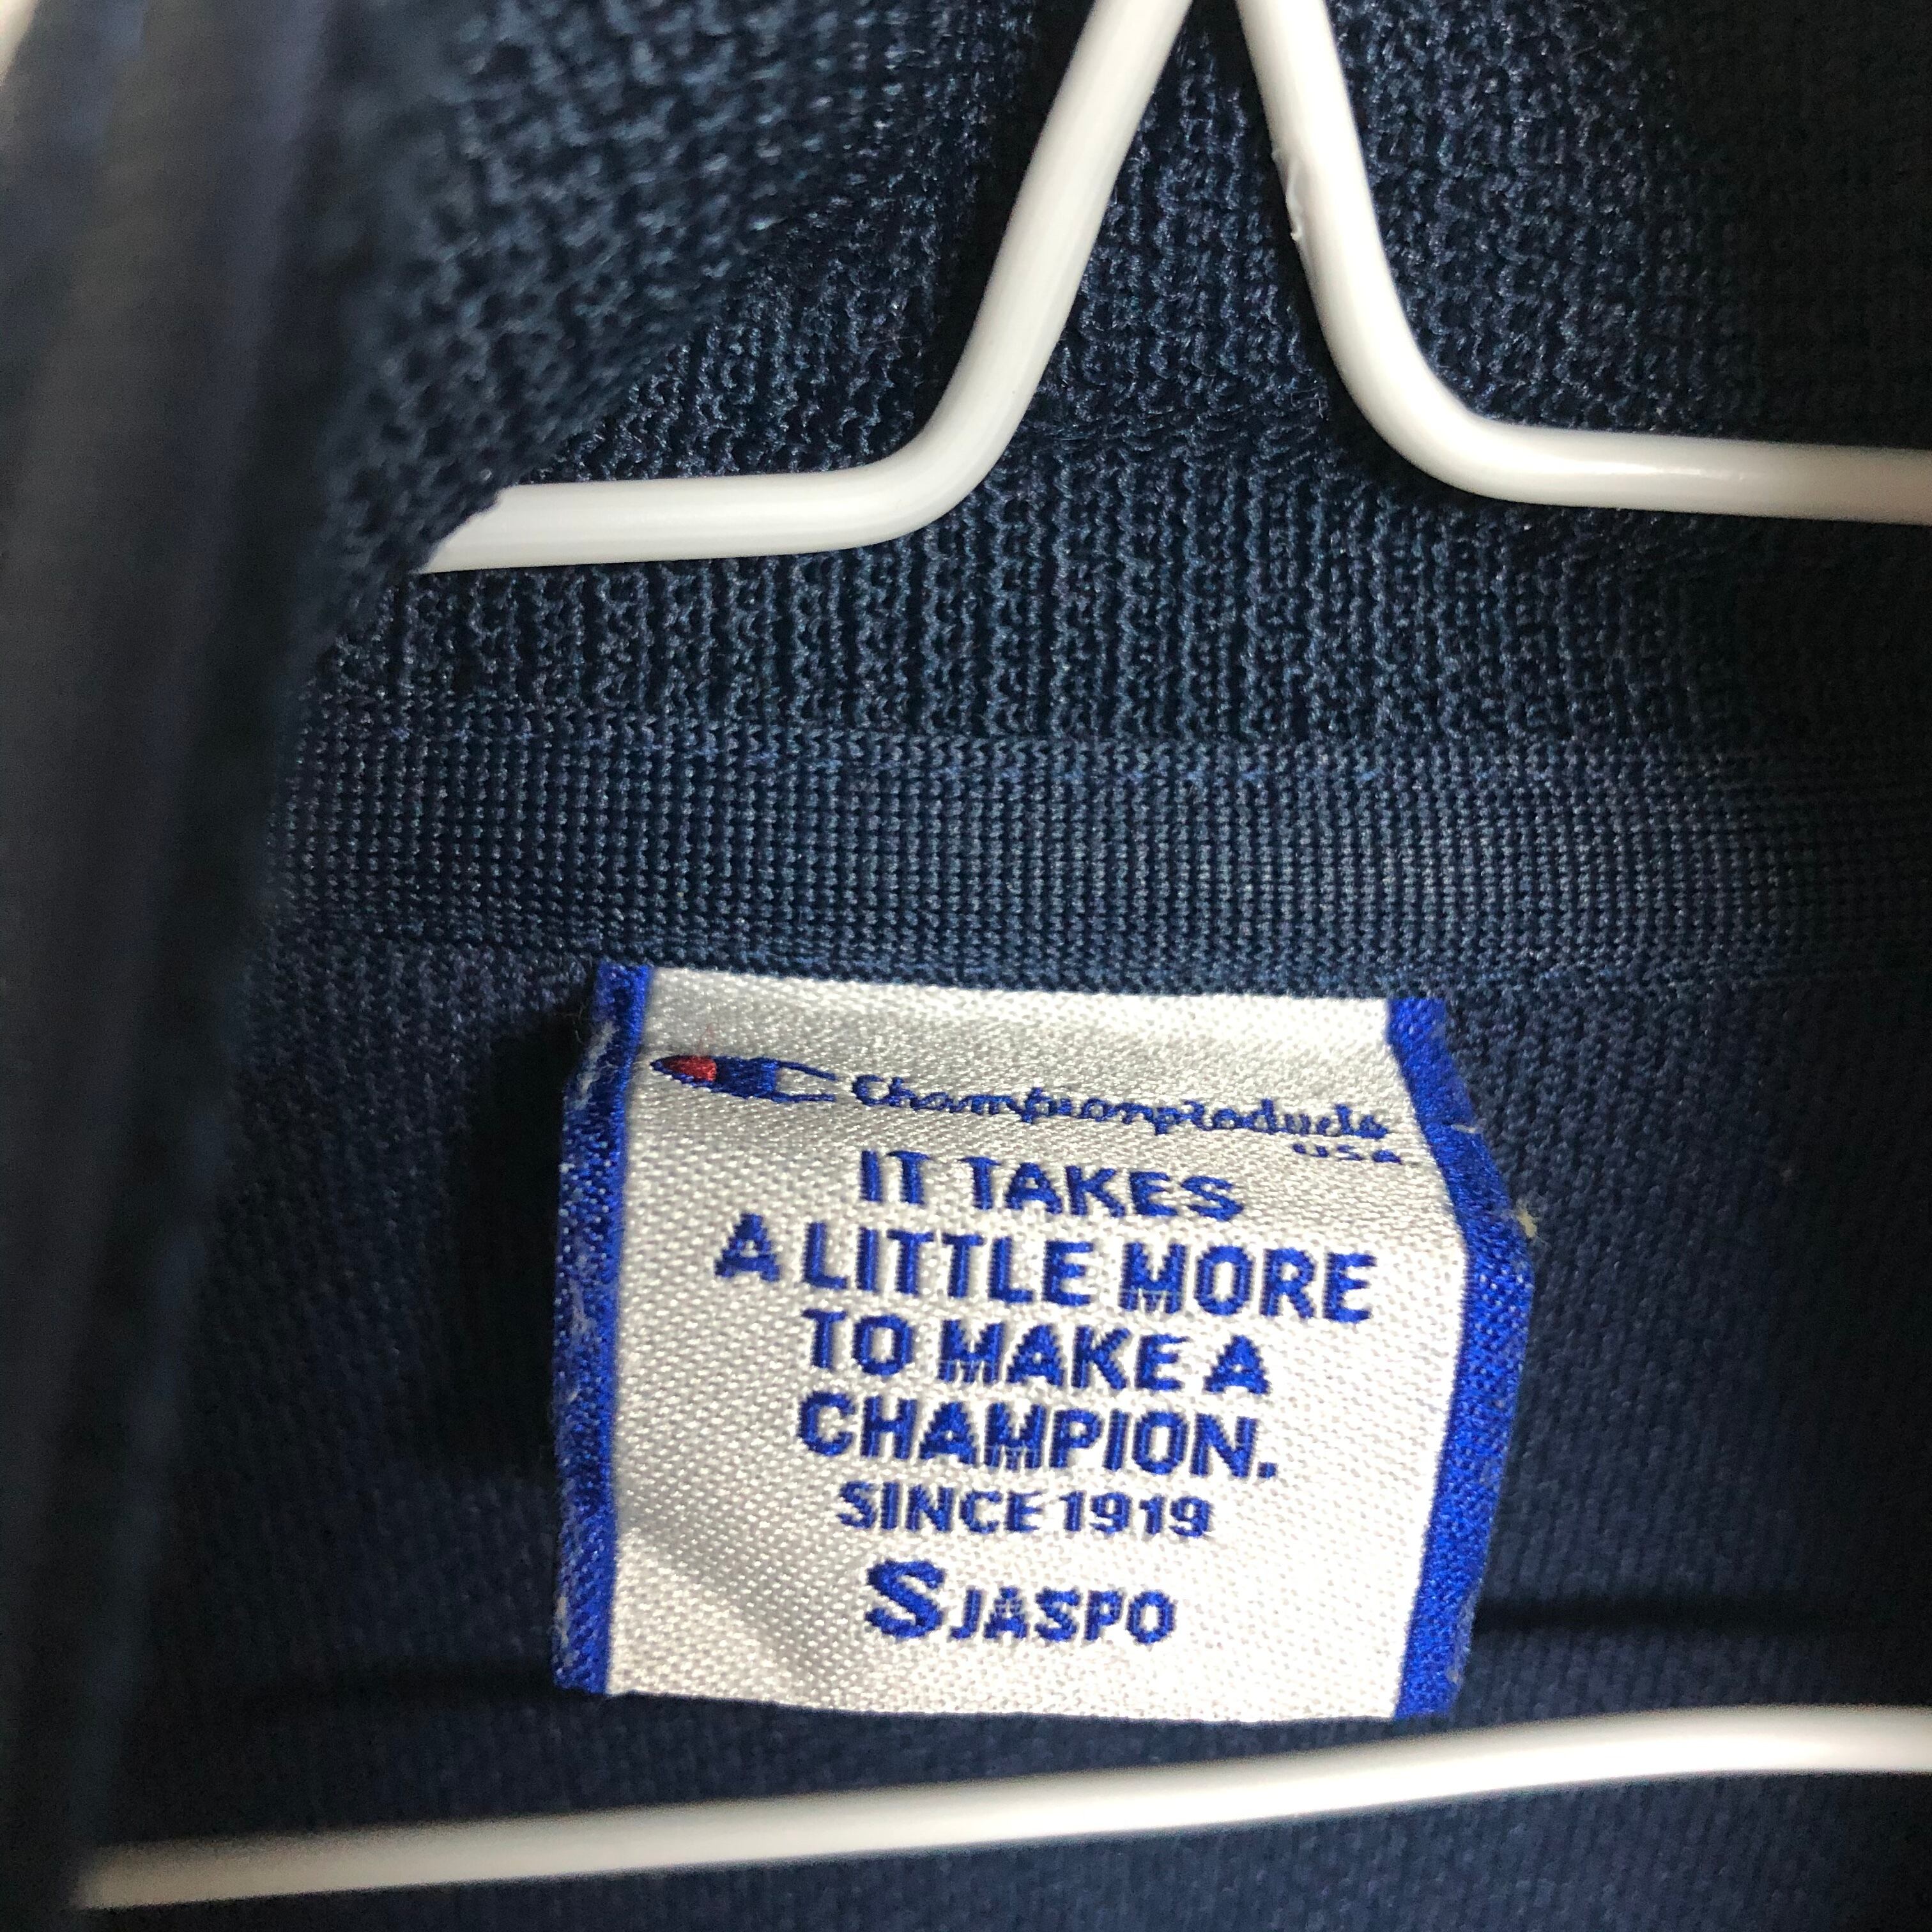 Championproducts
USA
IT TAKES
A LITTLE MORE
TO MAKE A
CHAMPION.
SINCE 1919
S JASPO